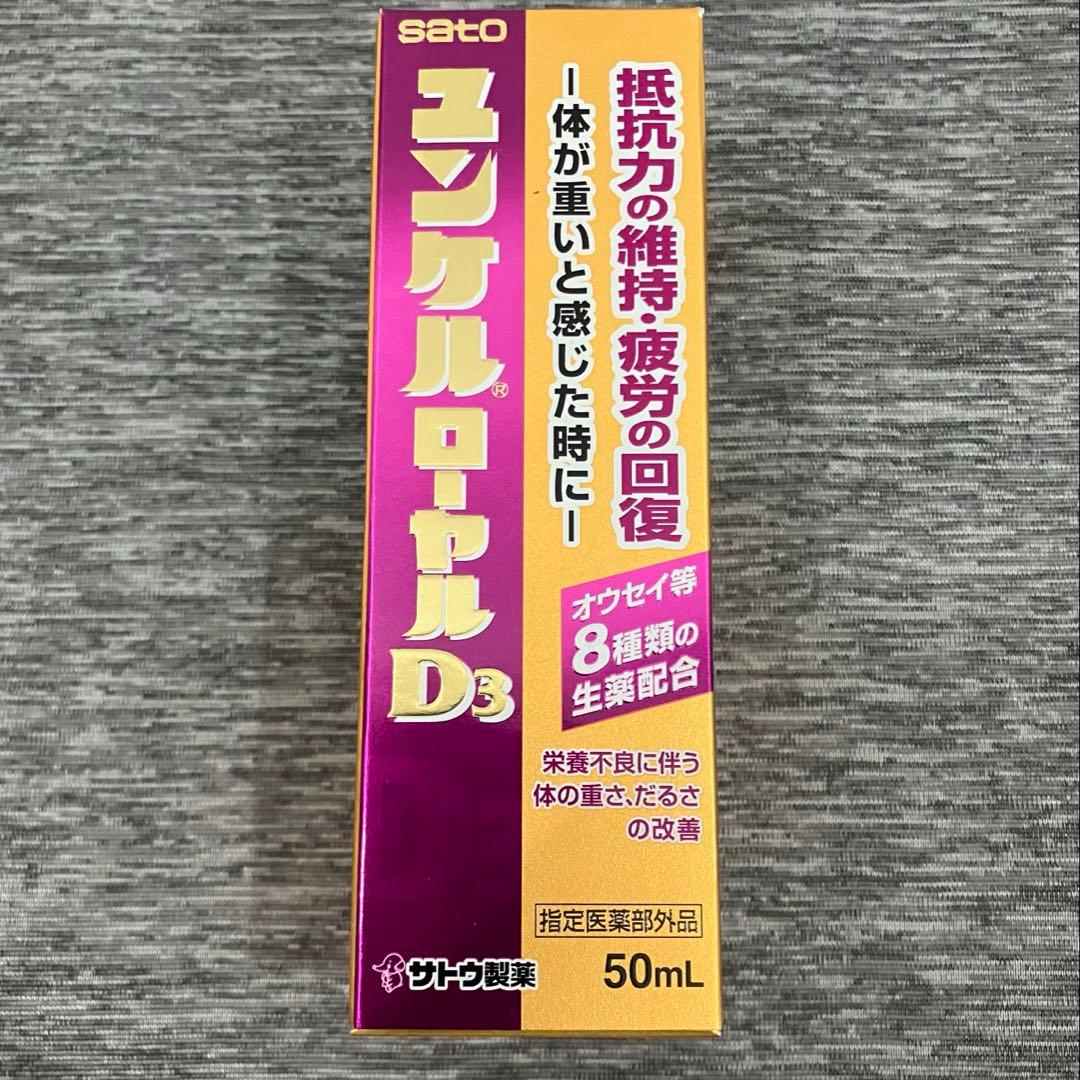 sato
ユンケル®ローヤルD3
抵抗力の維持・疲労の回復
ー体が重いと感じた時にー
オウセイ等
8種類の
生薬配合
栄養不良に伴う
体の重さ、だるさ
の改善
指定医薬部外品
サトウ製薬
50mL